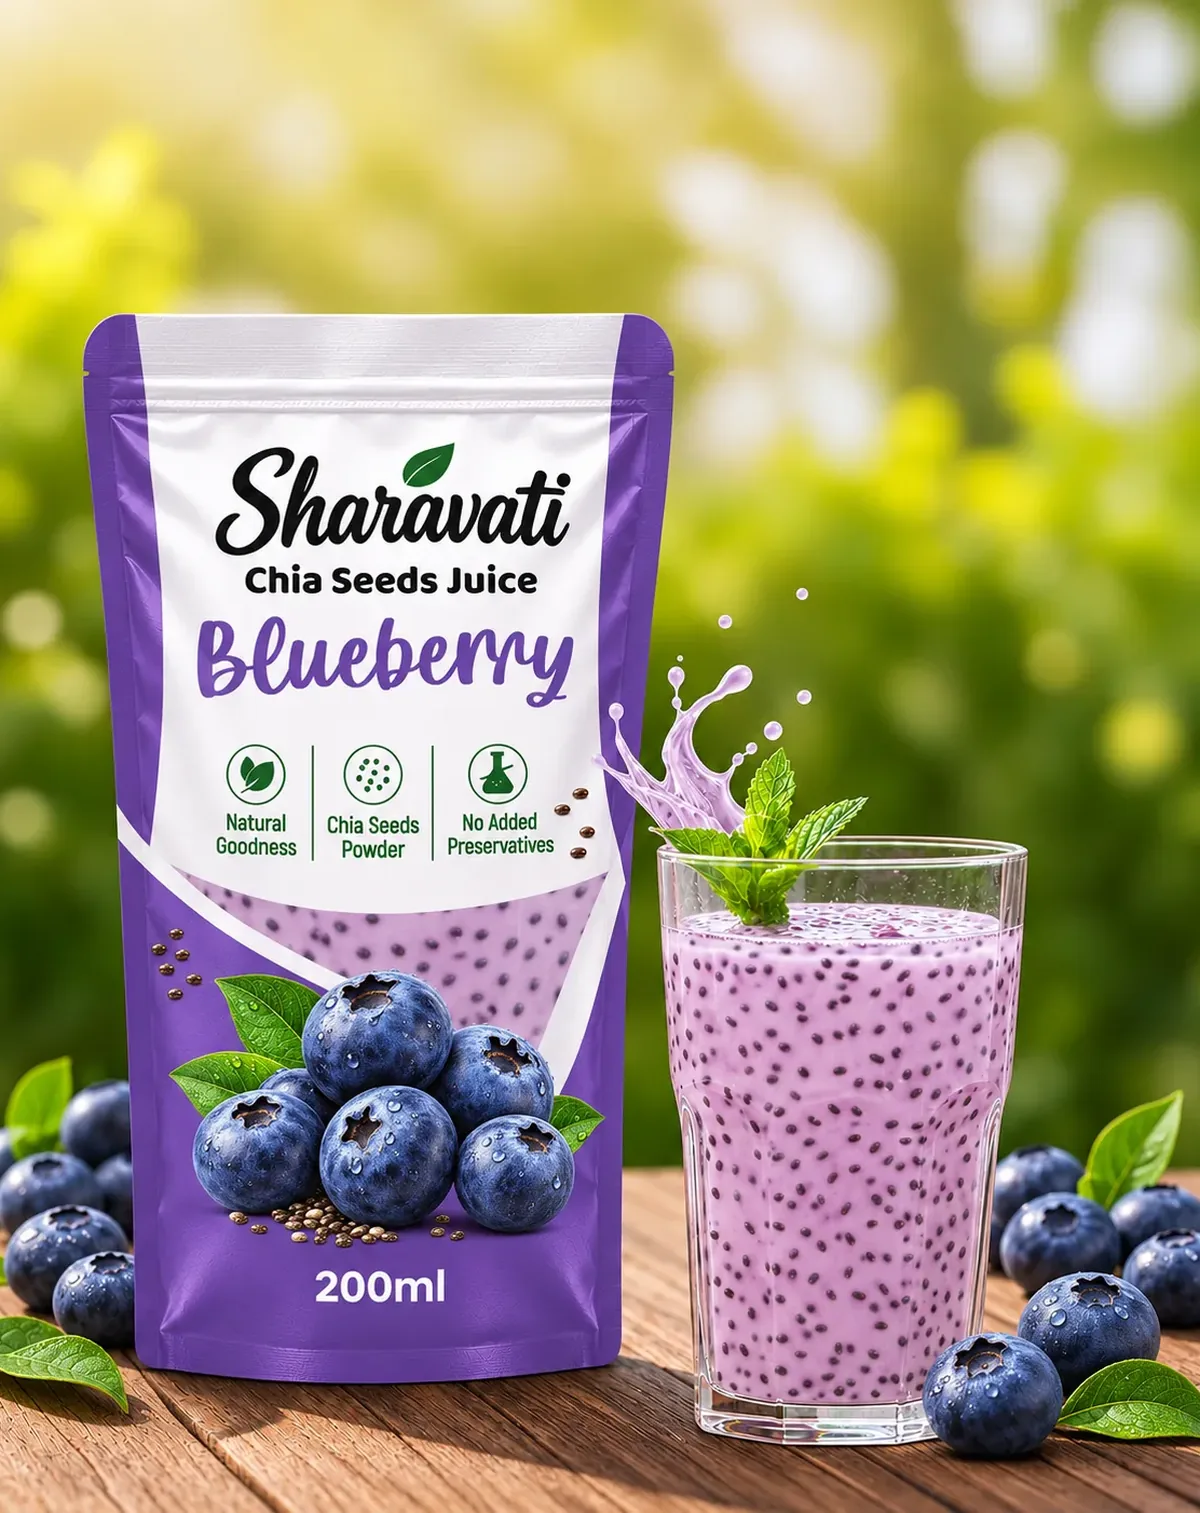 Sharavati
Chia Seeds Juice
Blueberry
Natural
Goodness
Chia Seeds
Powder
No Added
Preservatives
200ml